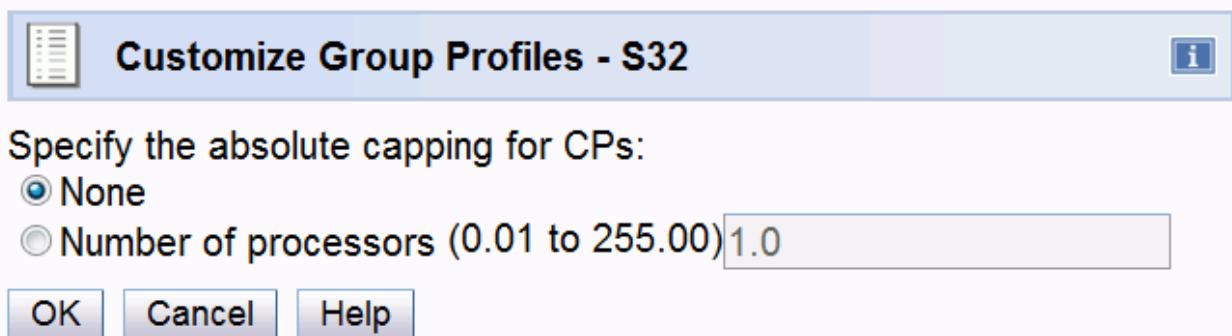 Customize Group Profiles - S32
i
Specify the absolute capping for CPs:
None
Number of processors (0.01 to 255.00) 1.0
OK Cancel Help